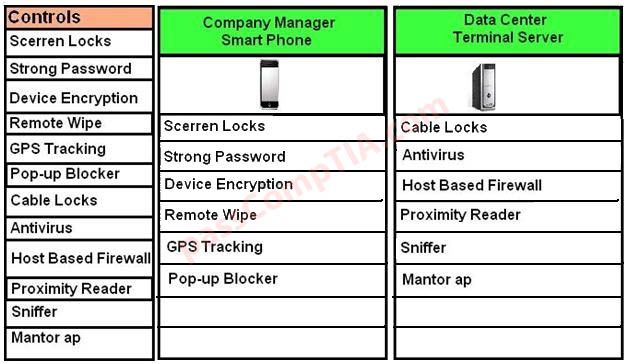 Controls
Scerren Locks
Strong Password
Device Encryption
Remote Wipe
GPS Tracking
Pop-up Blocker
Cable Locks
Antivirus
Host Based Firewall
Proximity Reader
Sniffer
Mantor ap
Company Manager
Smart Phone
Scerren Locks
Strong Password
Device Encryption
Remote Wipe
GPS Tracking
Pop-up Blocker
Data Center
Terminal Server
Cable Locks
Antivirus
Host Based Firewall
Proximity Reader
Sniffer
Mantor ap
passCompTIA.com